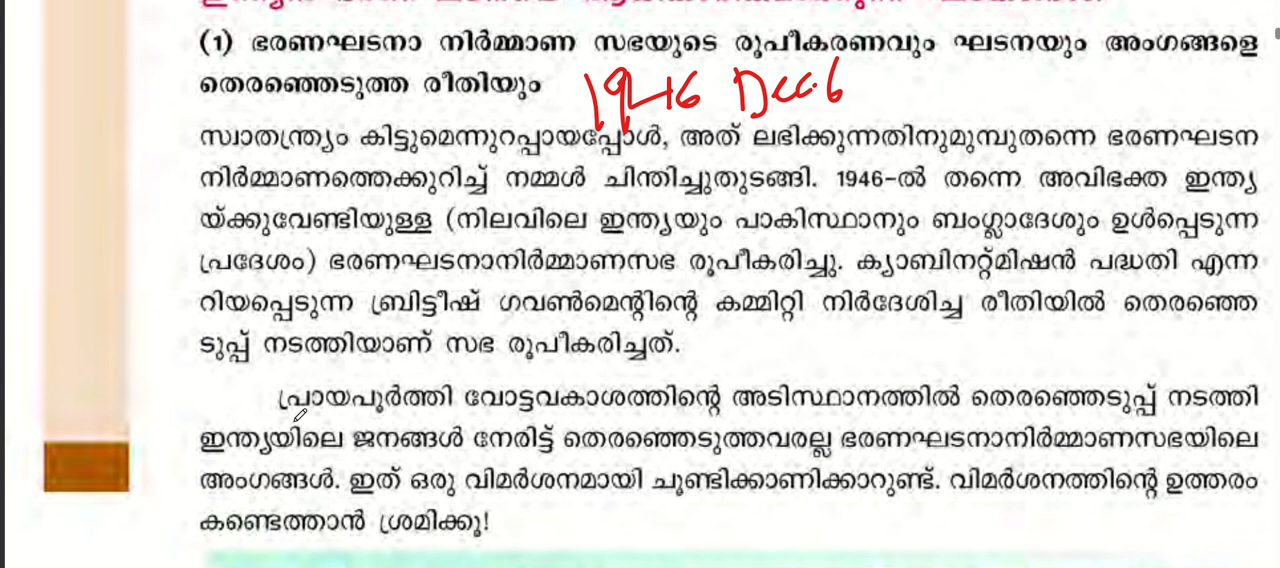 (1) ഭരണഘടനാ നിർമ്മാണ സഭയുടെ രൂപീകരണവും ഘടനയും അംഗങ്ങളെ
തെരഞ്ഞെടുത്ത രീതിയും
1946 Dec. 6
സ്വാതന്ത്ര്യം കിട്ടുമെന്നുറപ്പായപ്പോൾ, അത് ലഭിക്കുന്നതിനുമുമ്പുതന്നെ ഭരണഘടന
നിർമ്മാണത്തെക്കുറിച്ച് നമ്മൾ ചിന്തിച്ചുതുടങ്ങി. 1946-ൽ തന്നെ അവിഭക്ത ഇന്ത്യ
യ്ക്കുവേണ്ടിയുള്ള (നിലവിലെ ഇന്ത്യയും പാകിസ്ഥാനും ബംഗ്ലാദേശും ഉൾപ്പെടുന്ന
പ്രദേശം) ഭരണഘടനാനിർമ്മാണസഭ രൂപീകരിച്ചു. ക്യാബിനറ്റ്മിഷൻ പദ്ധതി എന്ന
റിയപ്പെടുന്ന ബ്രിട്ടീഷ് ഗവൺമെന്റിന്റെ കമ്മിറ്റി നിർദേശിച്ച രീതിയിൽ തെരഞ്ഞെ
ടുപ്പ് നടത്തിയാണ് സഭ രൂപീകരിച്ചത്.
പ്രായപൂർത്തി വോട്ടവകാശത്തിന്റെ അടിസ്ഥാനത്തിൽ തെരഞ്ഞെടുപ്പ് നടത്തി
ഇന്ത്യയിലെ ജനങ്ങൾ നേരിട്ട് തെരഞ്ഞെടുത്തവരല്ല ഭരണഘടനാനിർമ്മാണസഭയിലെ
അംഗങ്ങൾ. ഇത് ഒരു വിമർശനമായി ചൂണ്ടിക്കാണിക്കാറുണ്ട്. വിമർശനത്തിന്റെ ഉത്തരം
കണ്ടെത്താൻ ശ്രമിക്കൂ!